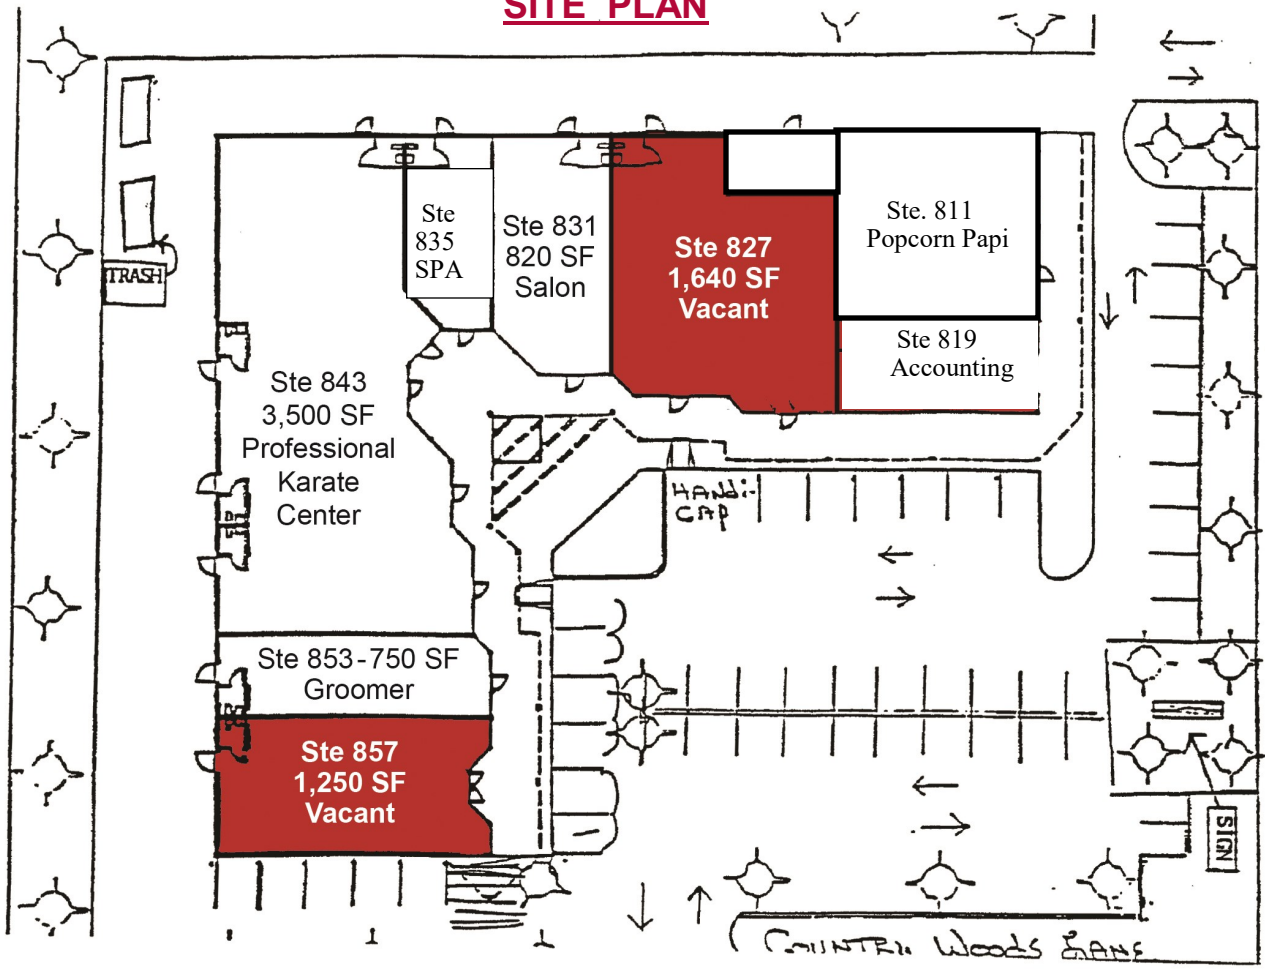 SITE PLAN
TRASH
Ste
835
SPA
Ste 831
820 SF
Salon
Ste 827
1,640 SF
Vacant
Ste. 811
Popcorn Papi
Ste 819
Accounting
Ste 843
3,500 SF
Professional
Karate
Center
HANDi-
CAP
Ste 853-750 SF
Groomer
Ste 857
1,250 SF
Vacant
SIGN
COUNTRY WOODS LANE